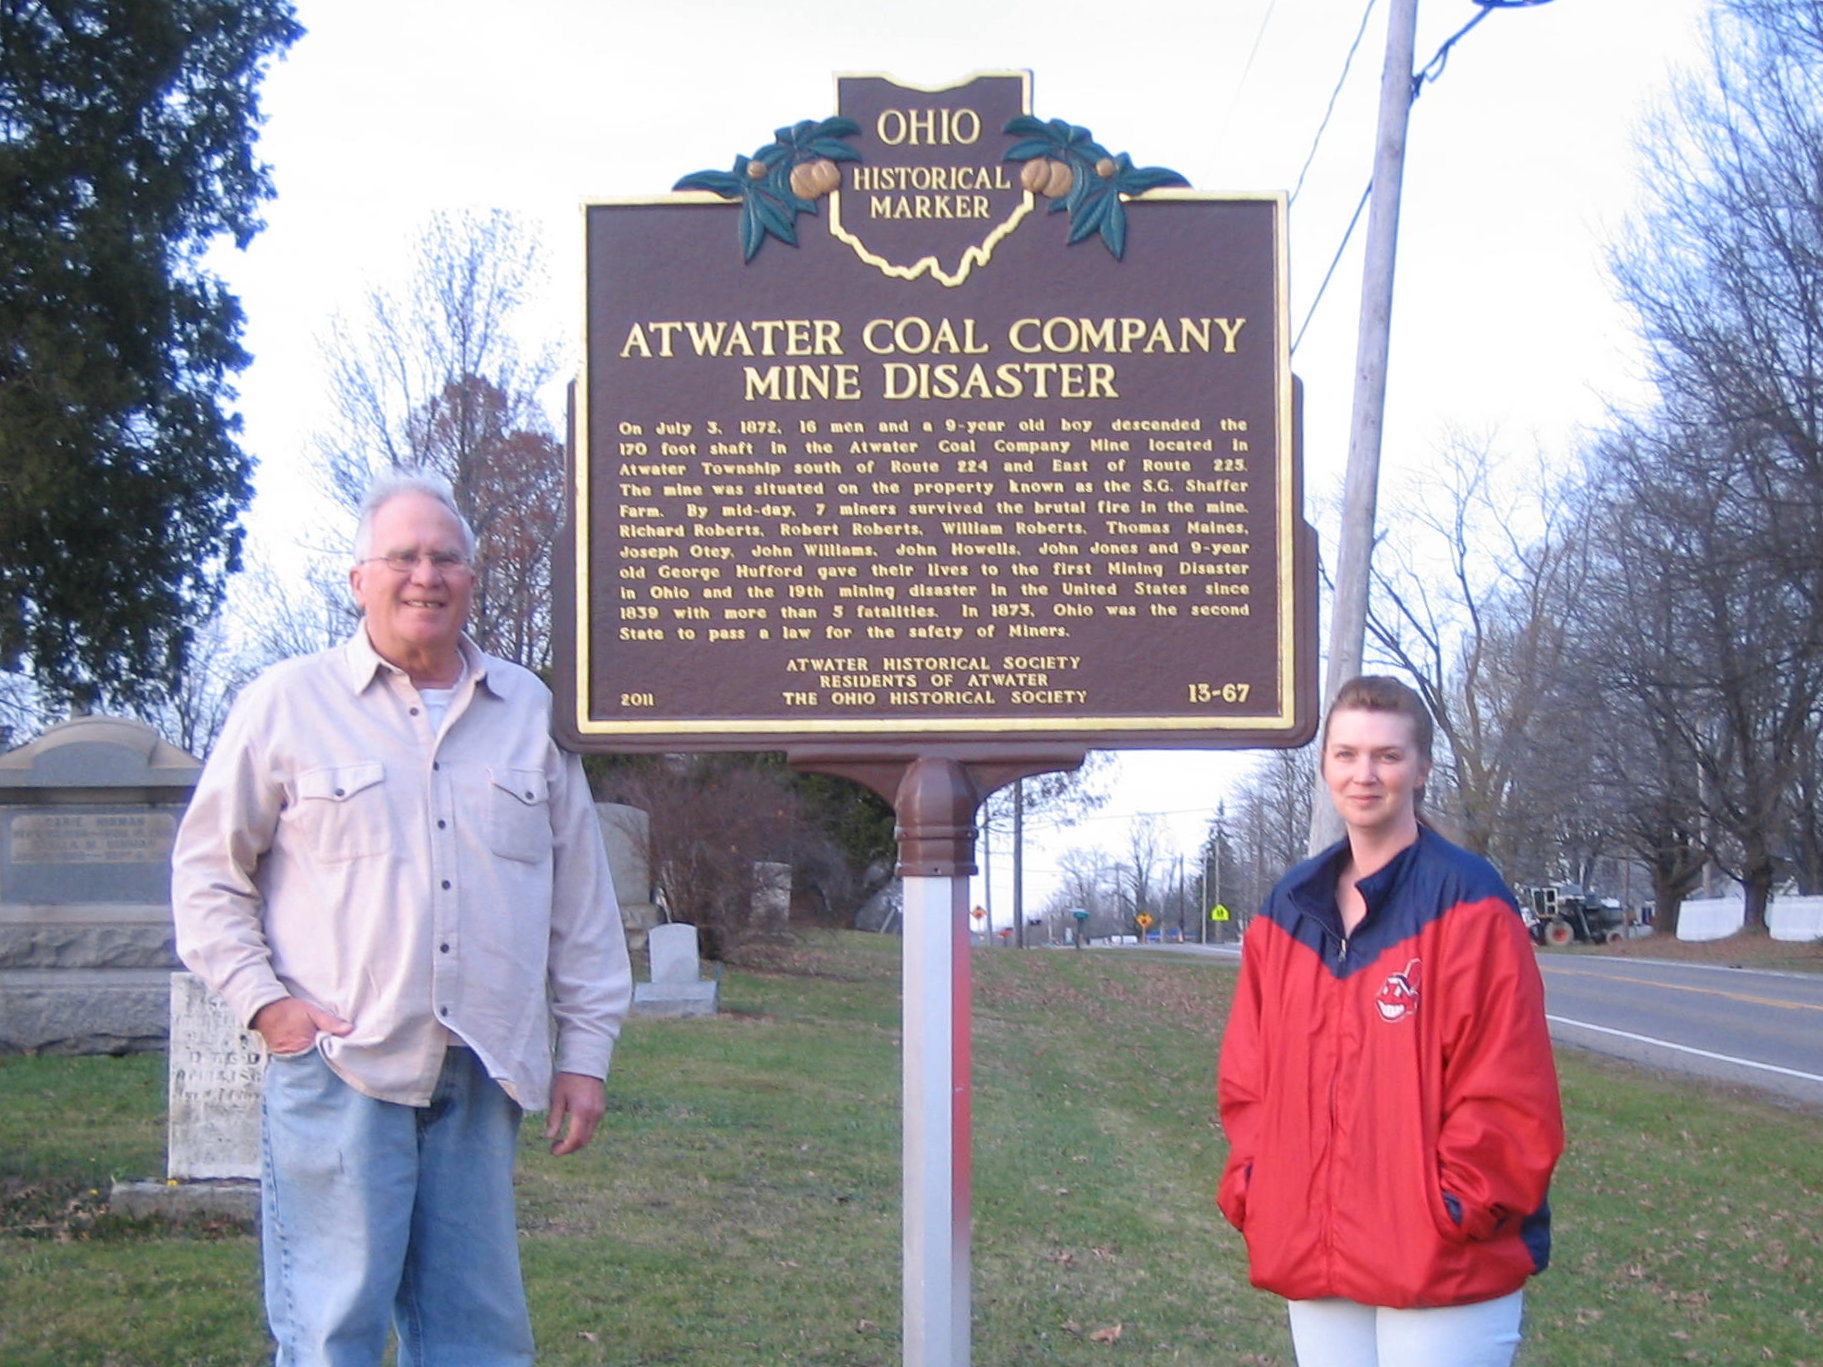 OHIO
HISTORICAL
MARKER
ATWATER COAL COMPANY
MINE DISASTER
On July 3, 1872, 16 men and a 9-year old boy descended the
170 foot shaft in the Atwater Coal Company Mine located in
Atwater Township south of Route 224 and East of Route 225.
The mine was situated on the property known as the S.G. Shaffer
Farm. By mid-day, 7 miners survived the brutal fire in the mine.
Richard Roberts, Robert Roberts, William Roberts, Thomas Maines,
Joseph Otey, John Williams, John Howells, John Jones and 9-year
old George Hufford gave their lives to the first Mining Disaster
in Ohio and the 19th mining disaster in the United States since
1839 with more than 5 fatalities. In 1873, Ohio was the second
State to pass a law for the safety of Miners.
ATWATER HISTORICAL SOCIETY
RESIDENTS OF ATWATER
2011 THE OHIO HISTORICAL SOCIETY 13-67